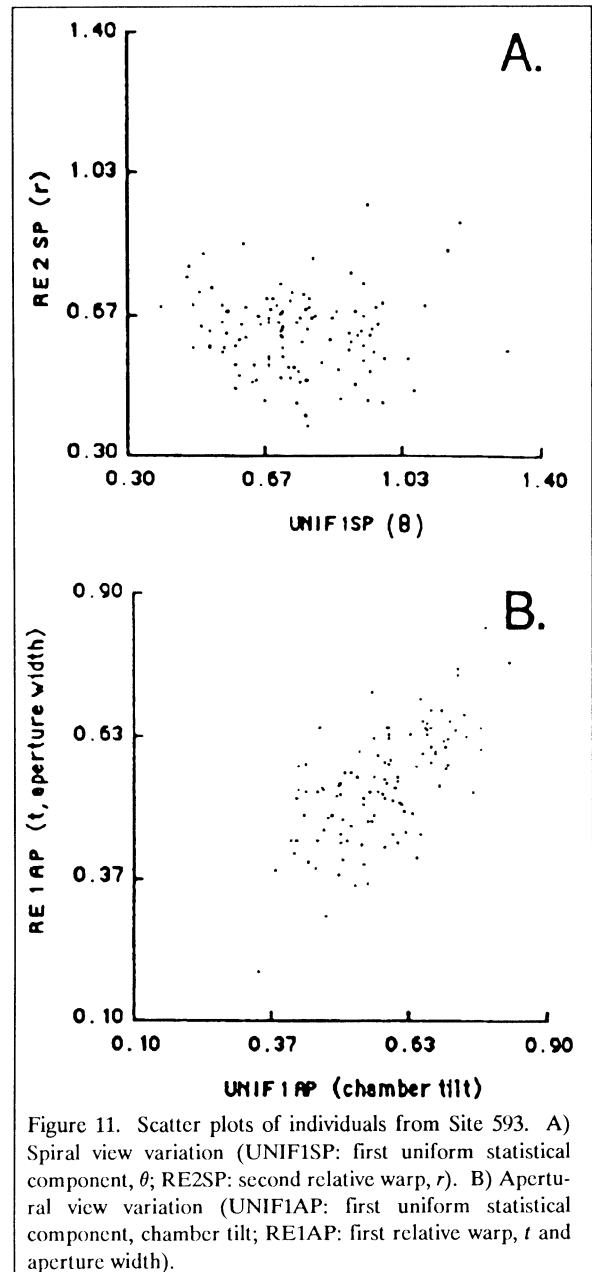 1.40
A.
1.03
RE2SP (r)
0.67
0.30
0.30 0.67 1.03 1.40
UNIF1SP (θ)
0.90
B.
0.63
RE1AP (t, aperture width)
0.37
0.10
0.10 0.37 0.63 0.90
UNIF1AP (chamber tilt)
Figure 11. Scatter plots of individuals from Site 593. A)
Spiral view variation (UNIF1SP: first uniform statistical
component, θ; RE2SP: second relative warp, r). B) Apertu-
ral view variation (UNIF1AP: first uniform statistical
component, chamber tilt; RE1AP: first relative warp, t and
aperture width).